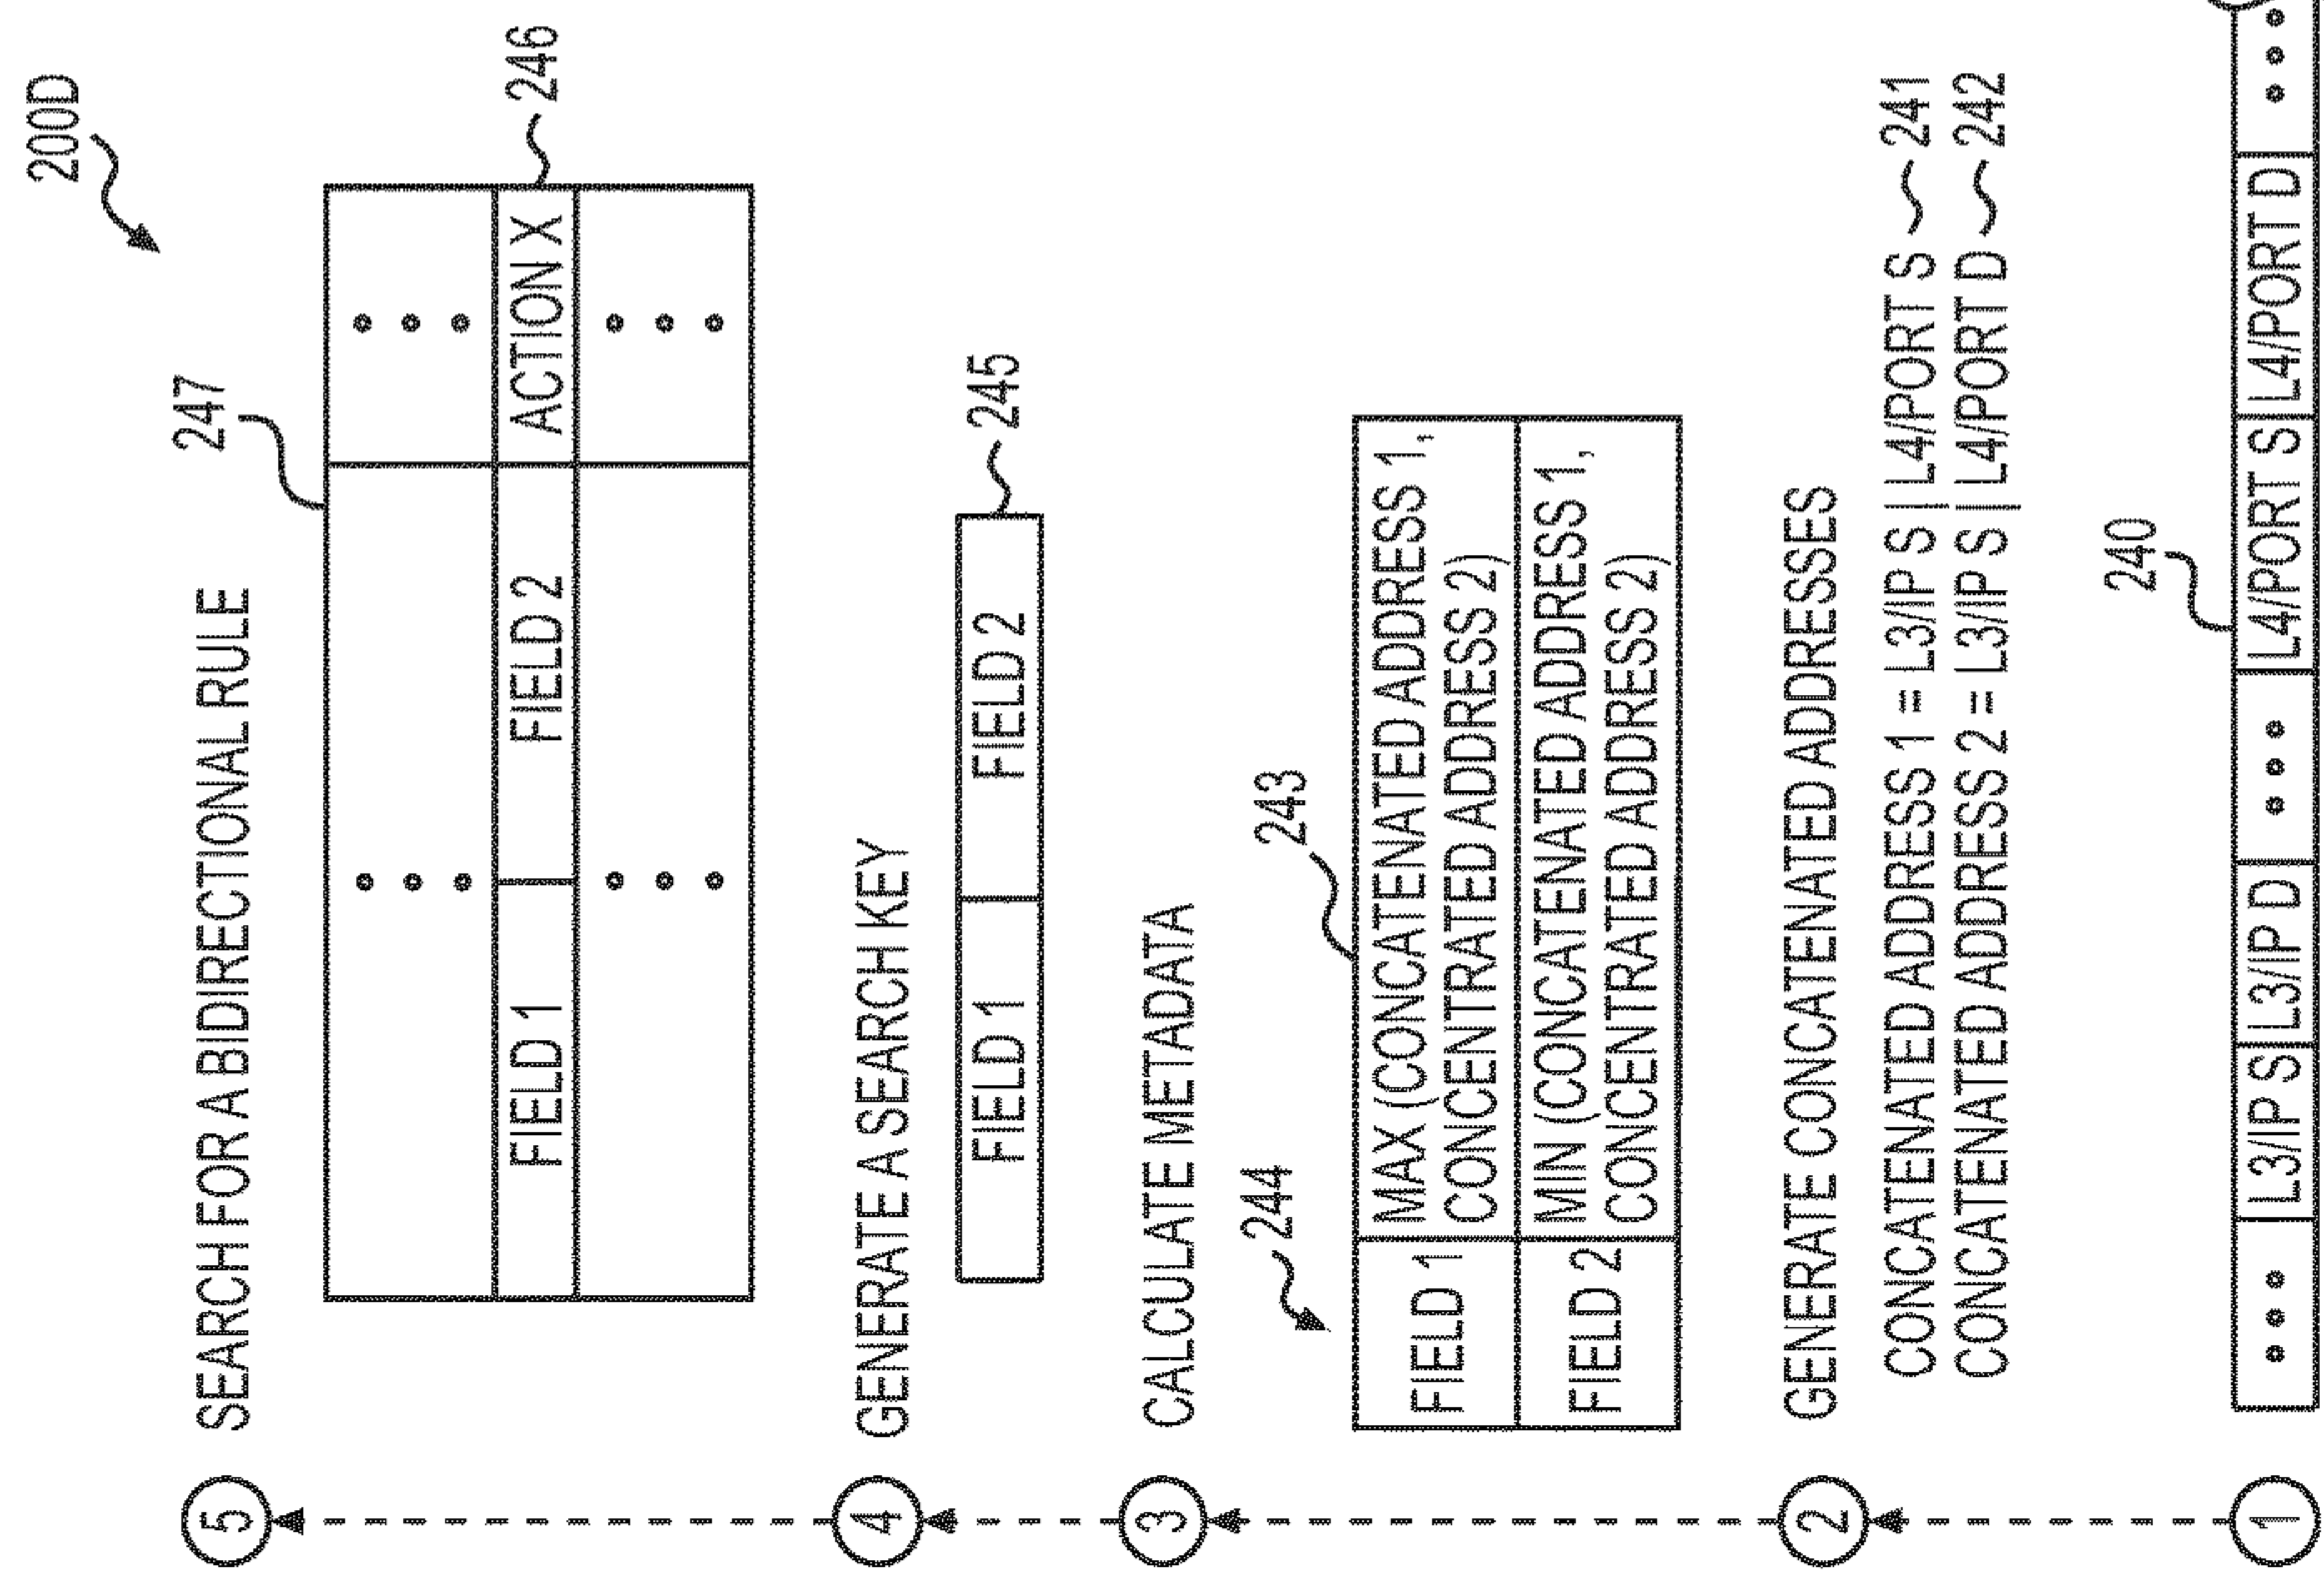 200D
5 SEARCH FOR A BIDIRECTIONAL RULE
247
FIELD 1 FIELD 2 ACTION X
246
4 GENERATE A SEARCH KEY
FIELD 1 FIELD 2
245
3 CALCULATE METADATA
244
243
FIELD 1 MAX (CONCATENATED ADDRESS 1,
CONCENTRATED ADDRESS 2)
FIELD 2 MIN (CONCATENATED ADDRESS 1,
CONCENTRATED ADDRESS 2)
2 GENERATE CONCATENATED ADDRESSES
CONCATENATED ADDRESS 1 = L3/IP S | L4/PORT S 241
CONCATENATED ADDRESS 2 = L3/IP S | L4/PORT D 242
240
1 L3/IP S L3/IP D L4/PORT S L4/PORT D